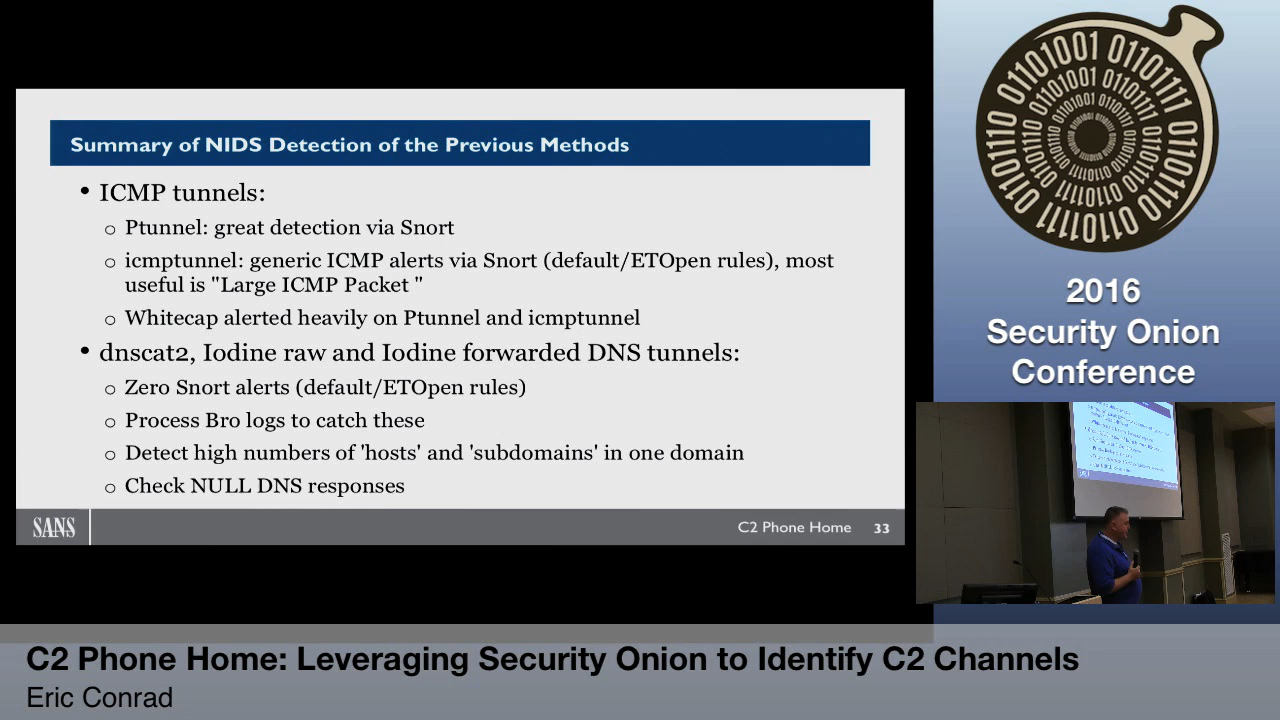 Summary of NIDS Detection of the Previous Methods
• ICMP tunnels:
o Ptunnel: great detection via Snort
o icmptunnel: generic ICMP alerts via Snort (default/ETOpen rules), most
useful is "Large ICMP Packet "
o Whitecap alerted heavily on Ptunnel and icmptunnel
• dnscat2, Iodine raw and Iodine forwarded DNS tunnels:
o Zero Snort alerts (default/ETOpen rules)
o Process Bro logs to catch these
o Detect high numbers of 'hosts' and 'subdomains' in one domain
o Check NULL DNS responses
SANS
C2 Phone Home 33
2016
Security Onion
Conference
C2 Phone Home: Leveraging Security Onion to Identify C2 Channels
Eric Conrad